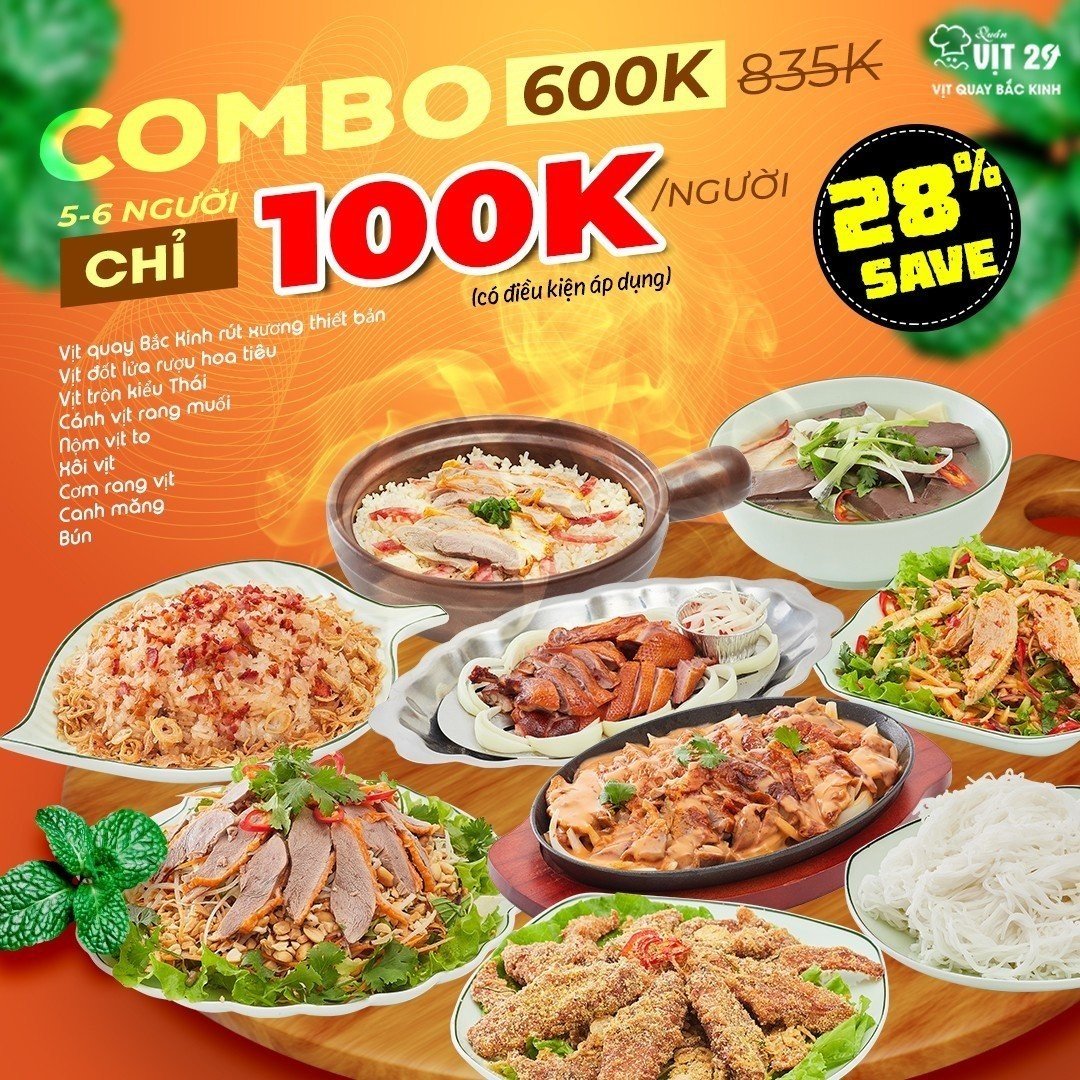 Quán
VỊT 29
VỊT QUAY BẮC KINH
COMBO 600K 835K
5-6 NGƯỜI
CHỈ 100K /NGƯỜI
(có điều kiện áp dụng)
28% SAVE
Vịt quay Bắc Kinh rút xương thiết bản
Vịt đốt lửa rượu hoa tiêu
Vịt trộn kiểu Thái
Cánh vịt rang muối
Nộm vịt to
Xôi vịt
Cơm rang vịt
Canh măng
Bún